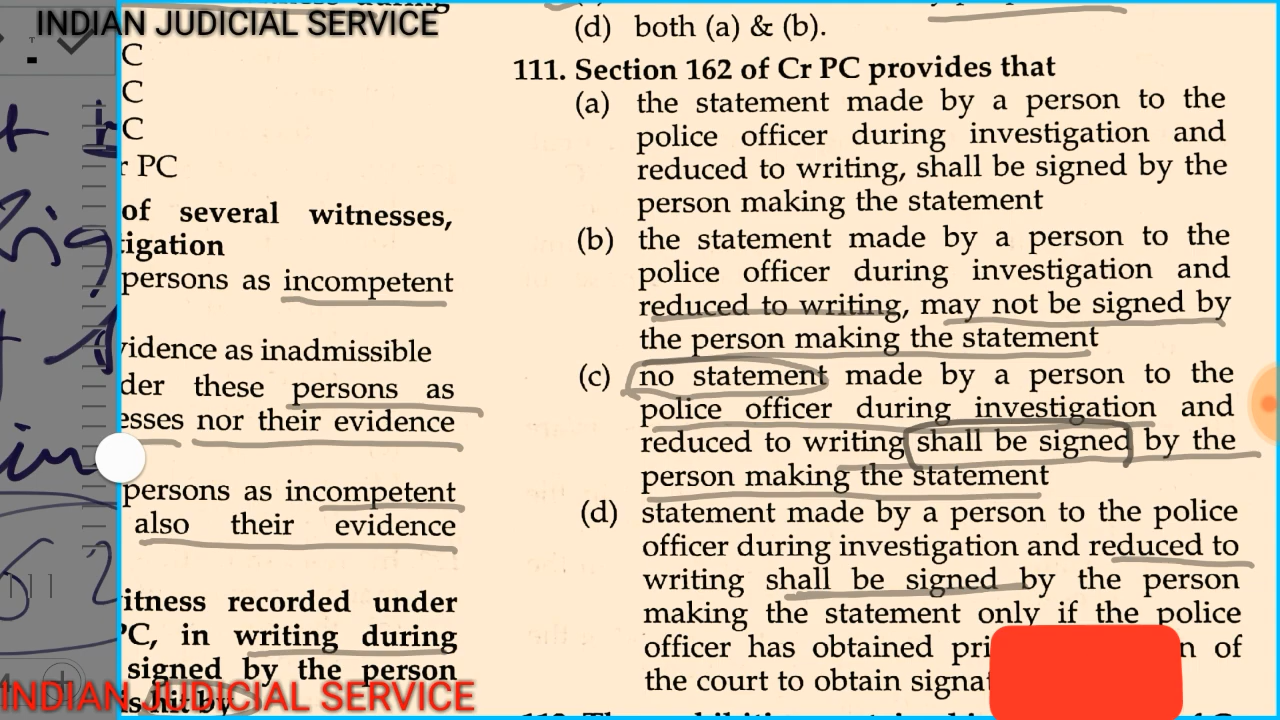 INDIAN JUDICIAL SERVICE
C
C
C
r PC
of several witnesses,
tigation
persons as incompetent
vidence as inadmissible
der these persons as
esses nor their evidence
persons as incompetent
also their evidence
itness recorded under
PC, in writing during
signed by the person
s hit by
INDIAN JUDICIAL SERVICE
(d) both (a) & (b).
111. Section 162 of Cr PC provides that
(a) the statement made by a person to the
police officer during investigation and
reduced to writing, shall be signed by the
person making the statement
(b) the statement made by a person to the
police officer during investigation and
reduced to writing, may not be signed by
the person making the statement
(c) no statement made by a person to the
police officer during investigation and
reduced to writing shall be signed by the
person making the statement
(d) statement made by a person to the police
officer during investigation and reduced to
writing shall be signed by the person
making the statement only if the police
officer has obtained pri n of
the court to obtain signa